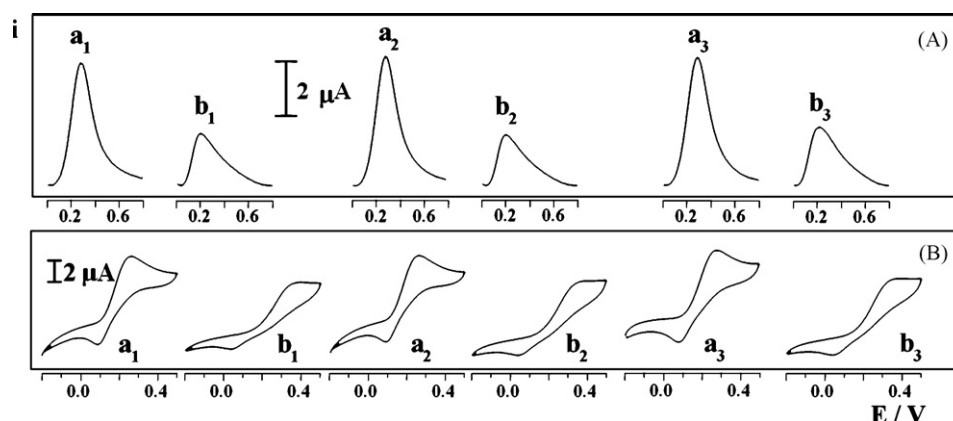 i
(A)
a1 b1 2 μA a2 b2 a3 b3
0.2 0.6 0.2 0.6 0.2 0.6 0.2 0.6 0.2 0.6 0.2 0.6
(B)
2 μA
a1 b1 a2 b2 a3 b3
0.0 0.4 0.0 0.4 0.0 0.4 0.0 0.4 0.0 0.4 0.0 0.4
E / V